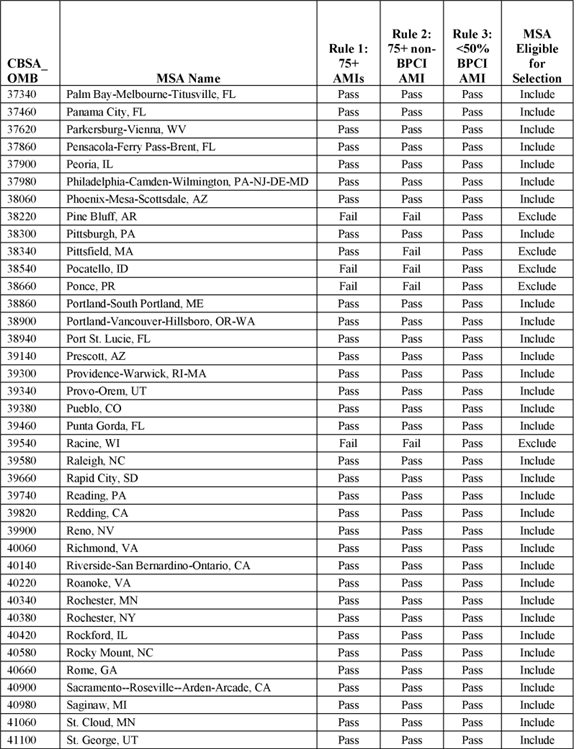 CBSA_OMB MSA Name Rule 1: 75+ AMIs Rule 2: 75+ non-BPCI AMI Rule 3: <50% BPCI AMI MSA Eligible for Selection
37340 Palm Bay-Melbourne-Titusville, FL Pass Pass Pass Include
37460 Panama City, FL Pass Pass Pass Include
37620 Parkersburg-Vienna, WV Pass Pass Pass Include
37860 Pensacola-Ferry Pass-Brent, FL Pass Pass Pass Include
37900 Peoria, IL Pass Pass Pass Include
37980 Philadelphia-Camden-Wilmington, PA-NJ-DE-MD Pass Pass Pass Include
38060 Phoenix-Mesa-Scottsdale, AZ Pass Pass Pass Include
38220 Pine Bluff, AR Fail Fail Pass Exclude
38300 Pittsburgh, PA Pass Pass Pass Include
38340 Pittsfield, MA Pass Fail Pass Exclude
38540 Pocatello, ID Fail Fail Pass Exclude
38660 Ponce, PR Fail Fail Pass Exclude
38860 Portland-South Portland, ME Pass Pass Pass Include
38900 Portland-Vancouver-Hillsboro, OR-WA Pass Pass Pass Include
38940 Port St. Lucie, FL Pass Pass Pass Include
39140 Prescott, AZ Pass Pass Pass Include
39300 Providence-Warwick, RI-MA Pass Pass Pass Include
39340 Provo-Orem, UT Pass Pass Pass Include
39380 Pueblo, CO Pass Pass Pass Include
39460 Punta Gorda, FL Pass Pass Pass Include
39540 Racine, WI Fail Fail Pass Exclude
39580 Raleigh, NC Pass Pass Pass Include
39660 Rapid City, SD Pass Pass Pass Include
39740 Reading, PA Pass Pass Pass Include
39820 Redding, CA Pass Pass Pass Include
39900 Reno, NV Pass Pass Pass Include
40060 Richmond, VA Pass Pass Pass Include
40140 Riverside-San Bernardino-Ontario, CA Pass Pass Pass Include
40220 Roanoke, VA Pass Pass Pass Include
40340 Rochester, MN Pass Pass Pass Include
40380 Rochester, NY Pass Pass Pass Include
40420 Rockford, IL Pass Pass Pass Include
40580 Rocky Mount, NC Pass Pass Pass Include
40660 Rome, GA Pass Pass Pass Include
40900 Sacramento--Roseville--Arden-Arcade, CA Pass Pass Pass Include
40980 Saginaw, MI Pass Pass Pass Include
41060 St. Cloud, MN Pass Pass Pass Include
41100 St. George, UT Pass Pass Pass Include